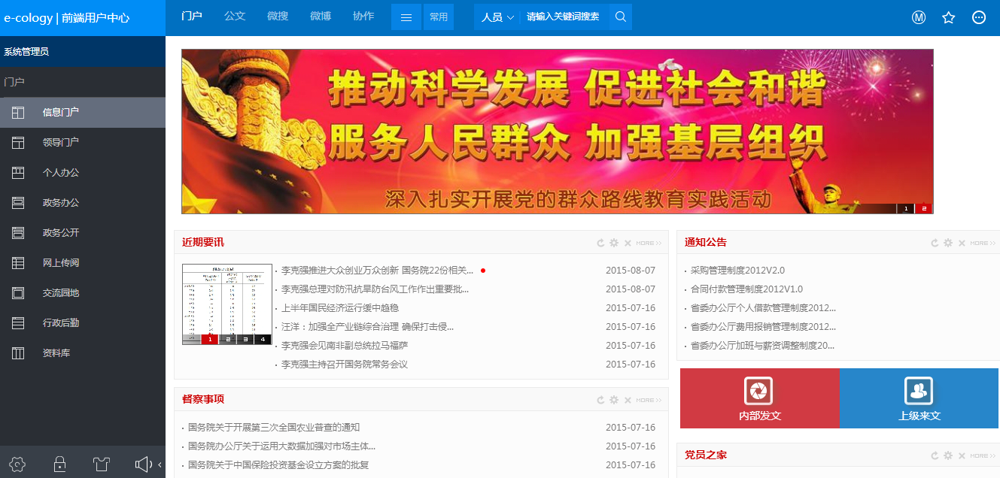 e-cology | 前端用户中心
门户 公文 微搜 微博 协作 常用 人员 请输入关键词搜索
系统管理员
门户
信息门户
领导门户
个人办公
政务办公
政务公开
网上传阅
交流园地
行政后勤
资料库
推动科学发展 促进社会和谐
服务人民群众 加强基层组织
深入扎实开展党的群众路线教育实践活动
1 2
近期要讯 MORE >>
李克强推进大众创业万众创新 国务院22份相关... 2015-08-07
李克强总理对防汛抗旱防台风工作作出重要批... 2015-08-07
上半年国民经济运行缓中趋稳 2015-07-16
汪洋：加强全产业链综合治理 确保打击侵... 2015-07-16
李克强会见南非副总统拉马福萨 2015-07-16
李克强主持召开国务院常务会议 2015-07-16
1 2 3 4
督察事项 MORE >>
国务院关于开展第三次全国农业普查的通知 2015-07-16
国务院办公厅关于运用大数据加强对市场主体... 2015-07-16
国务院关于中国保险投资基金设立方案的批复 2015-07-16
通知公告 MORE >>
采购管理制度2012V2.0
合同付款管理制度2012V1.0
省委办公厅个人借款管理制度2012...
省委办公厅费用报销管理制度2012...
省委办公厅加班与薪资调整制度20...
内部发文 上级来文
党员之家 MORE >>